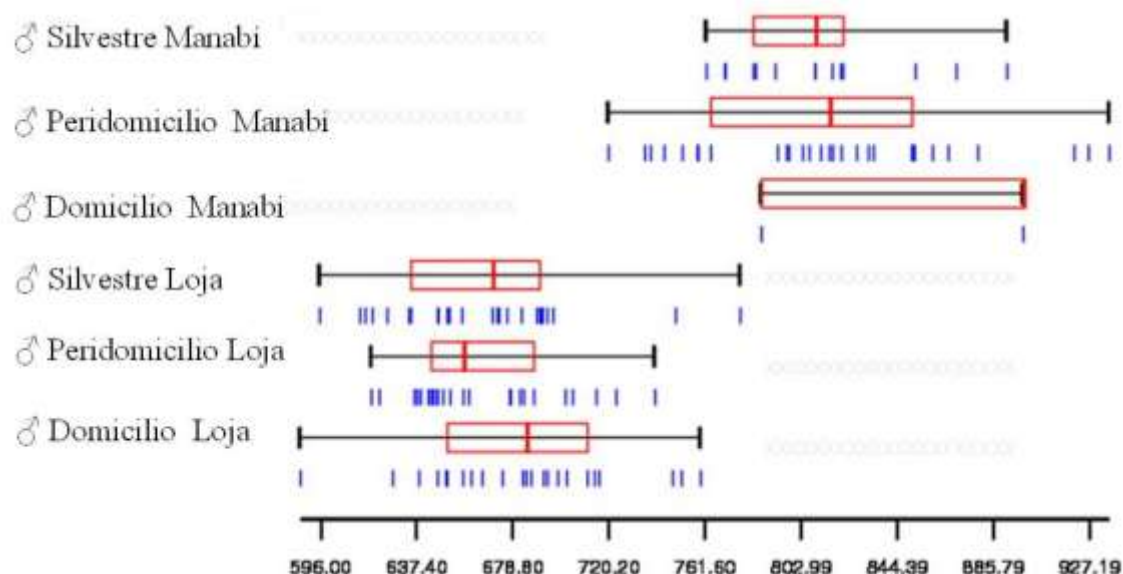 ♂ Silvestre Manabi
♂ Peridomicilio Manabi
♂ Domicilio Manabi
♂ Silvestre Loja
♂ Peridomicilio Loja
♂ Domicilio Loja
596.00 637.40 678.80 720.20 761.60 802.99 844.39 885.79 927.19